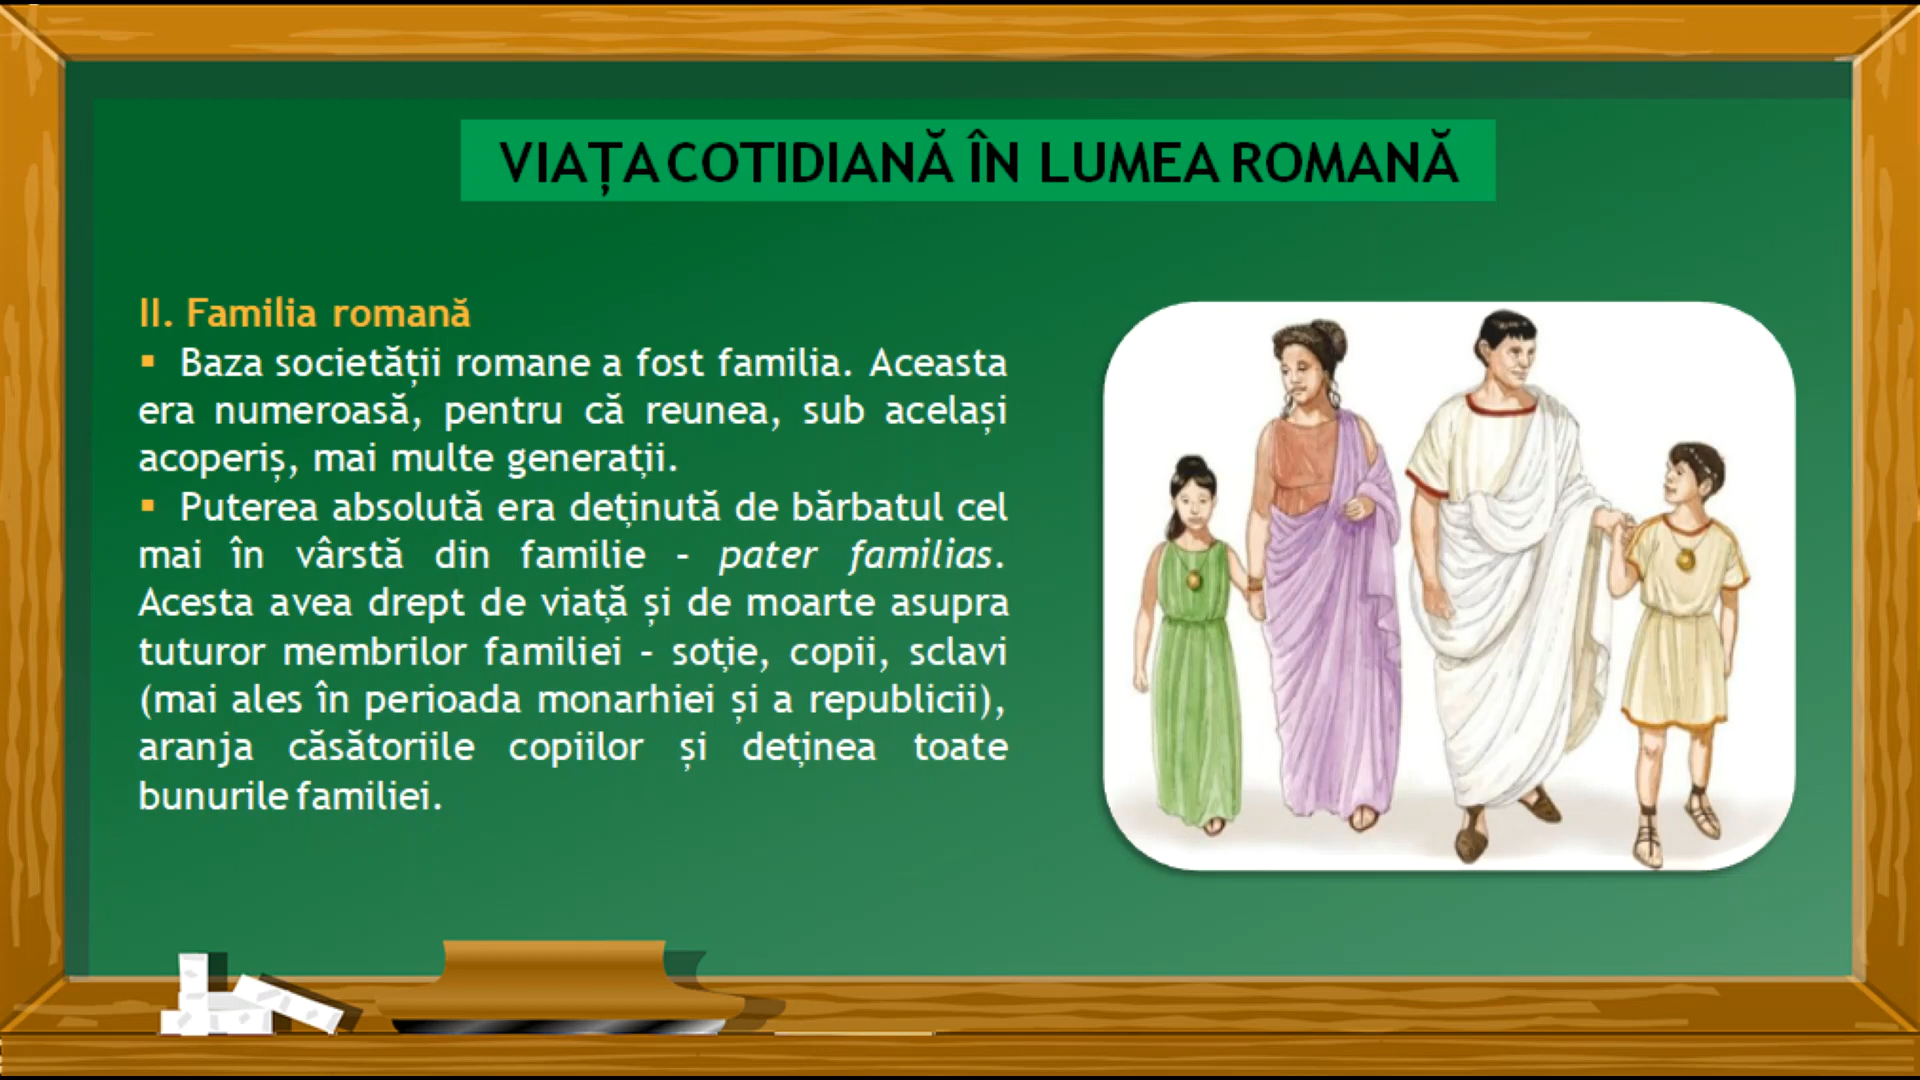 VIAȚA COTIDIANĂ ÎN LUMEA ROMANĂ
II. Familia romană
▪ Baza societății romane a fost familia. Aceasta
era numeroasă, pentru că reunea, sub același
acoperiș, mai multe generații.
▪ Puterea absolută era deținută de bărbatul cel
mai în vârstă din familie – pater familias.
Acesta avea drept de viață și de moarte asupra
tuturor membrilor familiei – soție, copii, sclavi
(mai ales în perioada monarhiei și a republicii),
aranja căsătoriile copiilor și deținea toate
bunurile familiei.